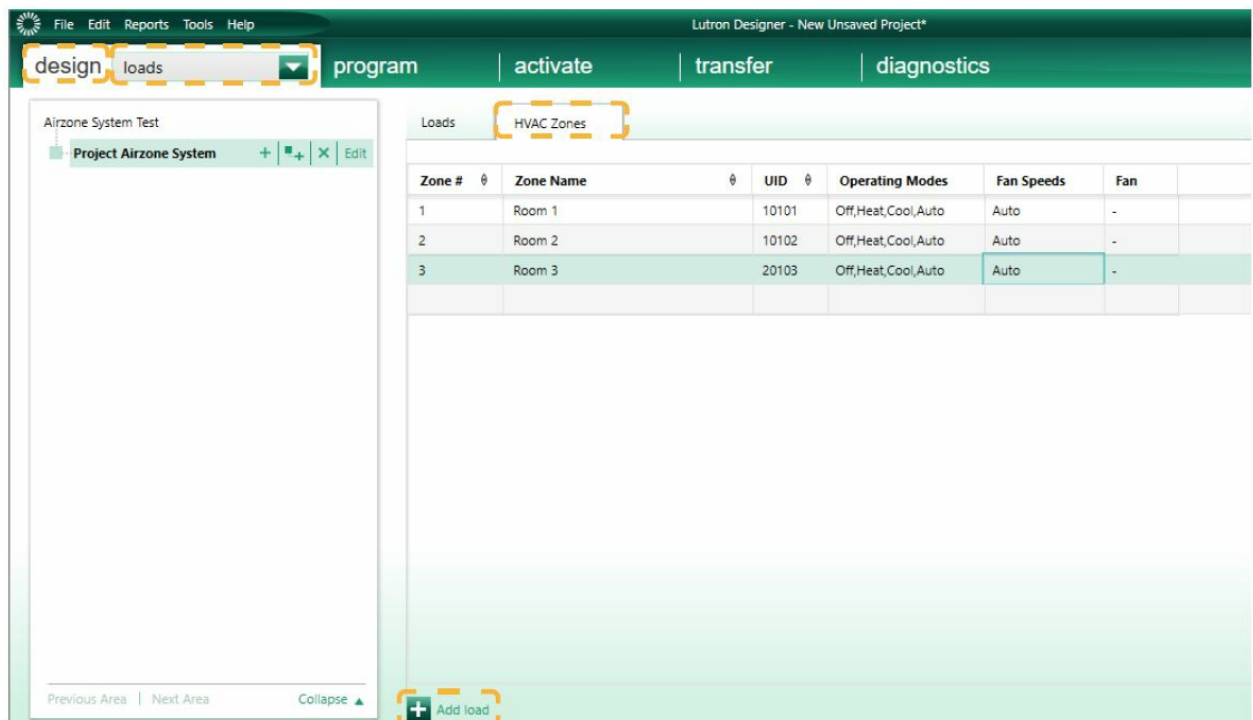 File Edit Reports Tools Help
Lutron Designer - New Unsaved Project*
design loads program activate transfer diagnostics
Airzone System Test
Project Airzone System + + × Edit
Loads HVAC Zones
Zone # Zone Name UID Operating Modes Fan Speeds Fan
1 Room 1 10101 Off,Heat,Cool,Auto Auto -
2 Room 2 10102 Off,Heat,Cool,Auto Auto -
3 Room 3 20103 Off,Heat,Cool,Auto Auto -
Previous Area | Next Area Collapse ▲
+ Add load